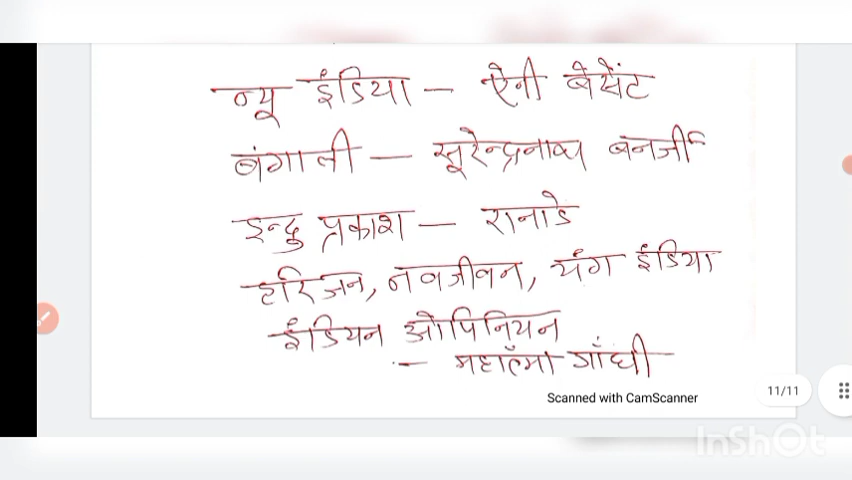 न्यू इंडिया - ऐनी बेसेंट
बंगाली - सूरेन्द्रनाथ बनर्जी
इन्दु प्रकाश - रानाडे
हरिजन, नवजीवन, यंग इंडिया
इंडियन ओपिनियन
- महात्मा गाँधी
Scanned with CamScanner
11/11
InShot